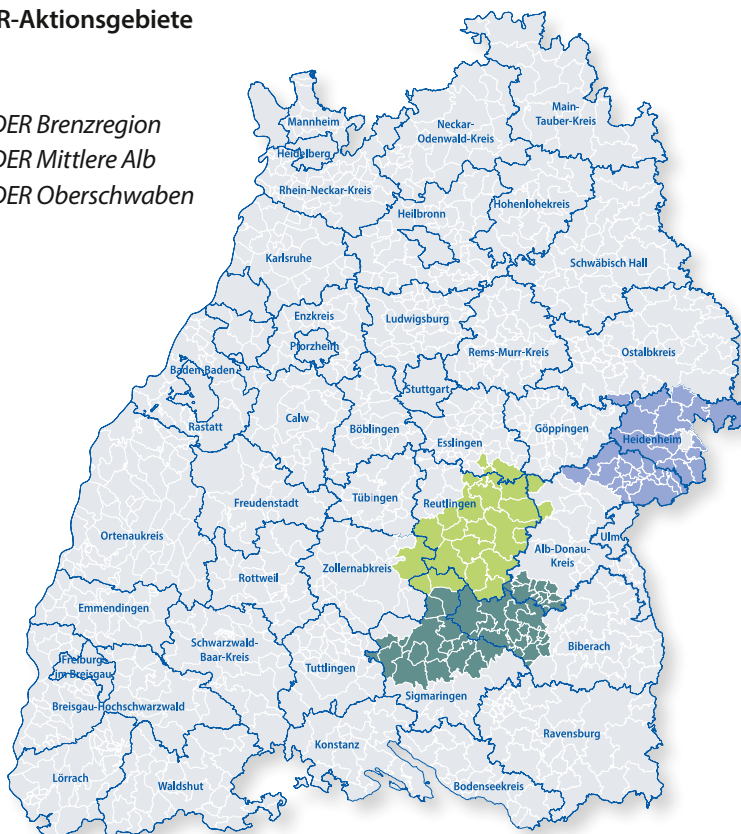 R-Aktionsgebiete
DER Brenzregion
DER Mittlere Alb
DER Oberschwaben
Mannheim
Heidelberg
Neckar-
Odenwald-Kreis
Main-
Tauber-Kreis
Rhein-Neckar-Kreis
Heilbronn
Hohenlohekreis
Karlsruhe
Schwäbisch Hall
Enzkreis
Ludwigsburg
Pforzheim
Rems-Murr-Kreis
Ostalbkreis
Baden-Baden
Stuttgart
Rastatt
Calw
Böblingen
Esslingen
Göppingen
Heidenheim
Freudenstadt
Tübingen
Reutlingen
Ortenaukreis
Ulm
Alb-Donau-
Kreis
Rottweil
Zollernabkreis
Emmendingen
Schwarzwald-
Baar-Kreis
Biberach
Freiburg
im Breisgau
Tuttlingen
Sigmaringen
Breisgau-Hochschwarzwald
Ravensburg
Konstanz
Lörrach
Waldshut
Bodenseekreis